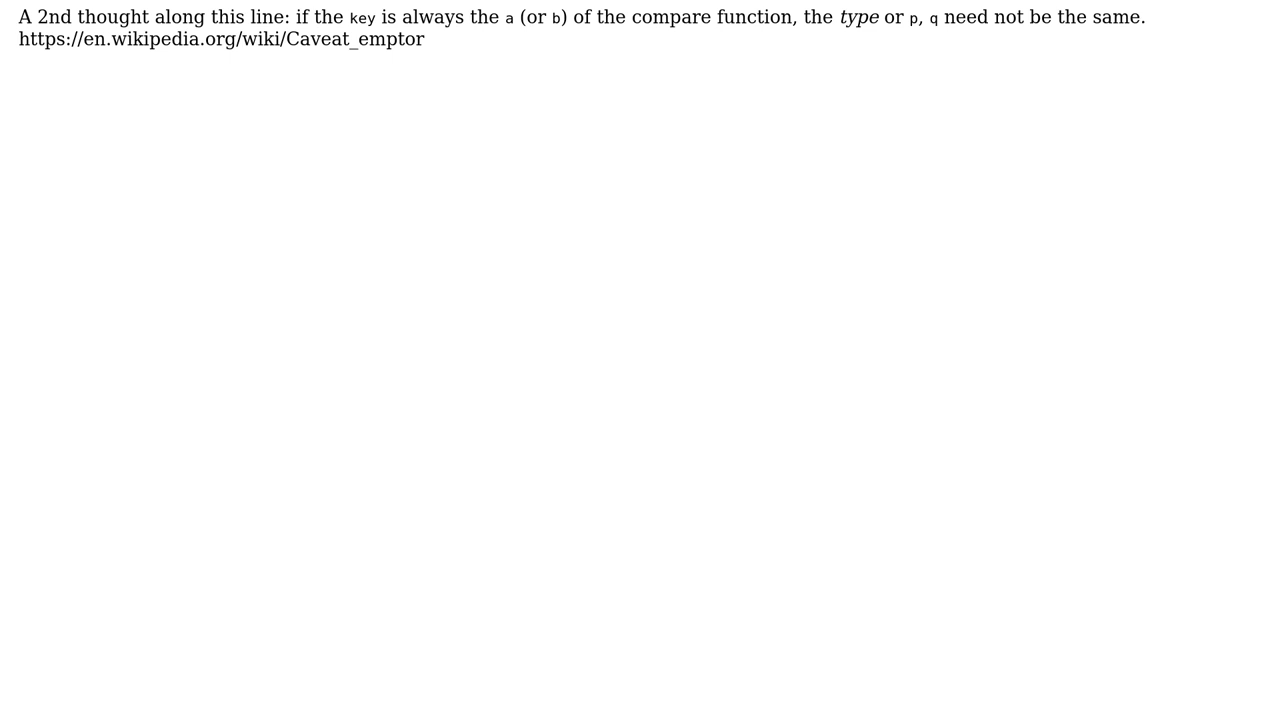 A 2nd thought along this line: if the key is always the a (or b) of the compare function, the type or p, q need not be the same.
https://en.wikipedia.org/wiki/Caveat_emptor